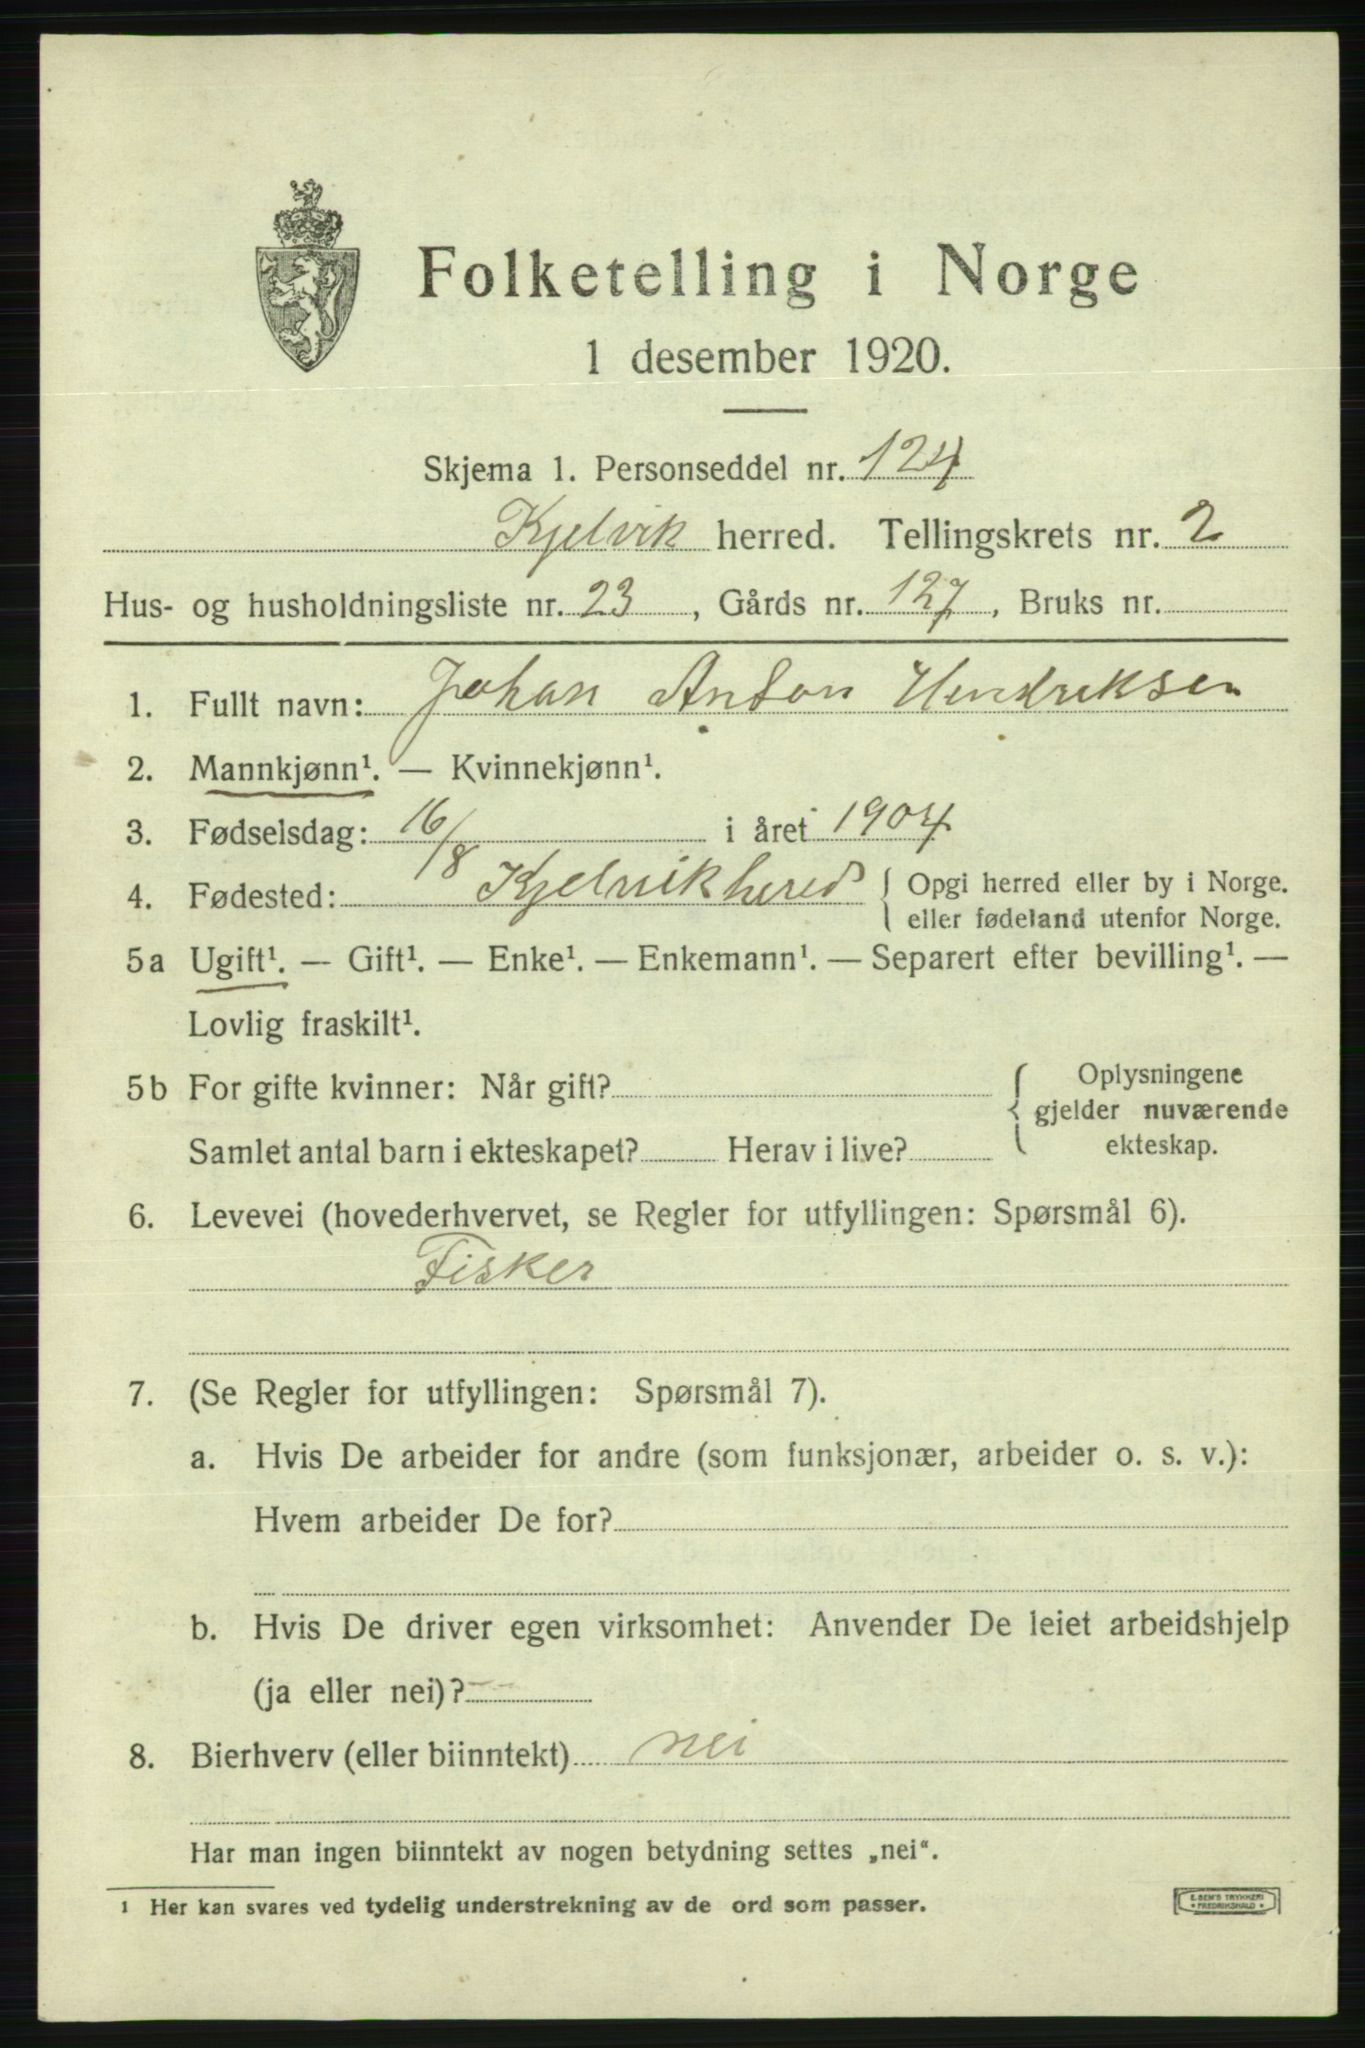 Folketelling i Norge
1 desember 1920.
Skjema 1. Personseddel nr. 124
Kjelvik herred. Tellingskrets nr. 2
Hus- og husholdningsliste nr. 23, Gårds nr. 127, Bruks nr.
1. Fullt navn: Johan Anton Hendriksen
2. Mannkjønn¹. — Kvinnekjønn¹.
3. Fødselsdag: 16/8 i året 1904
4. Fødested: Kjelvik herred { Opgi herred eller by i Norge.
eller fødeland utenfor Norge.
5a Ugift¹. — Gift¹. — Enke¹. — Enkemann¹. — Separert efter bevilling¹. —
Lovlig fraskilt¹.
5b For gifte kvinner: Når gift? { Oplysningene
gjelder nuværende
Samlet antal barn i ekteskapet? Herav i live? ekteskap.
6. Levevei (hovederhvervet, se Regler for utfyllingen: Spørsmål 6).
Fisker
7. (Se Regler for utfyllingen: Spørsmål 7).
a. Hvis De arbeider for andre (som funksjonær, arbeider o. s. v.):
Hvem arbeider De for?
b. Hvis De driver egen virksomhet: Anvender De leiet arbeidshjelp
(ja eller nei)? —
8. Bierhverv (eller biinntekt) nei
Har man ingen biinntekt av nogen betydning settes „nei“.
1 Her kan svares ved tydelig understrekning av de ord som passer.
E. SEM'S TRYKKERI
• FREDRIKSHALD •